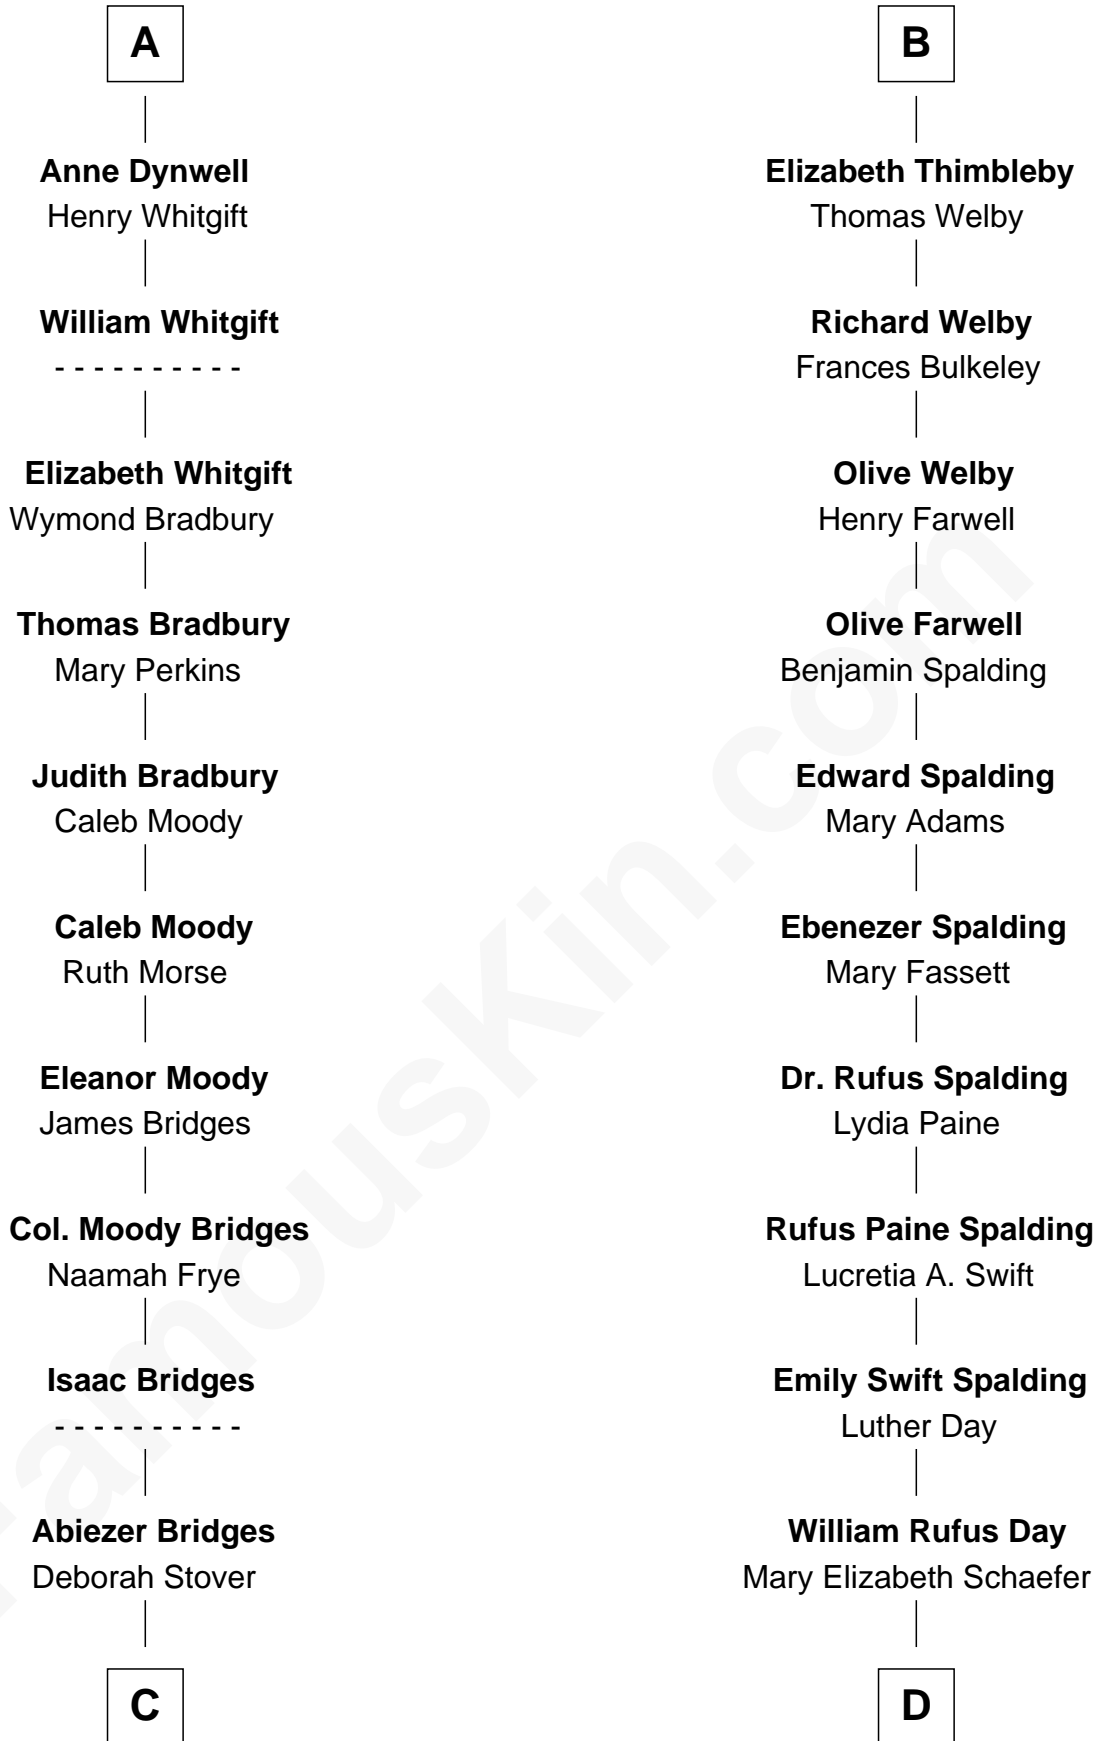 A
Anne Dynwell
Henry Whitgift
William Whitgift
- - - - - - - - - -
Elizabeth Whitgift
Wymond Bradbury
Thomas Bradbury
Mary Perkins
Judith Bradbury
Caleb Moody
Caleb Moody
Ruth Morse
Eleanor Moody
James Bridges
Col. Moody Bridges
Naamah Frye
Isaac Bridges
- - - - - - - - - -
Abiezer Bridges
Deborah Stover
C
B
Elizabeth Thimbleby
Thomas Welby
Richard Welby
Frances Bulkeley
Olive Welby
Henry Farwell
Olive Farwell
Benjamin Spalding
Edward Spalding
Mary Adams
Ebenezer Spalding
Mary Fassett
Dr. Rufus Spalding
Lydia Paine
Rufus Paine Spalding
Lucretia A. Swift
Emily Swift Spalding
Luther Day
William Rufus Day
Mary Elizabeth Schaefer
D
FamousKin.com